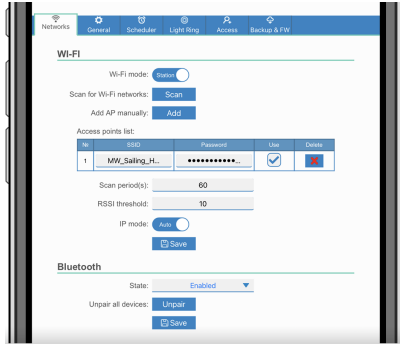 Networks General Scheduler Light Ring Access Backup & FW
WI-FI
Wi-Fi mode: Station
Scan for Wi-Fi networks: Scan
Add AP manually: Add
Access points list:
№ SSID Password Use Delete
1 MW_Sailing_H... ●●●●●●●●●●●...
Scan period(s): 60
RSSI threshold: 10
IP mode: Auto
Save
Bluetooth
State: Enabled
Unpair all devices: Unpair
Save